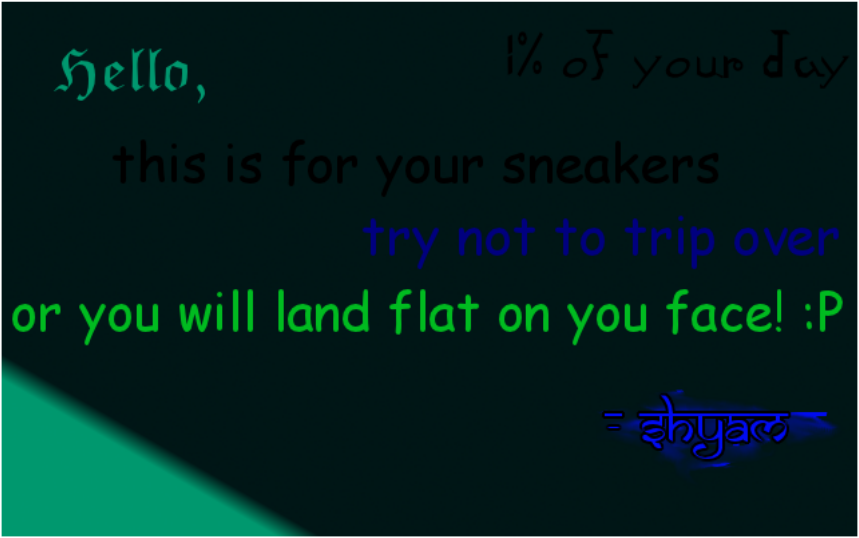 Hello,
1% of your day
this is for your sneakers
try not to trip over
or you will land flat on you face! :P
= shyam